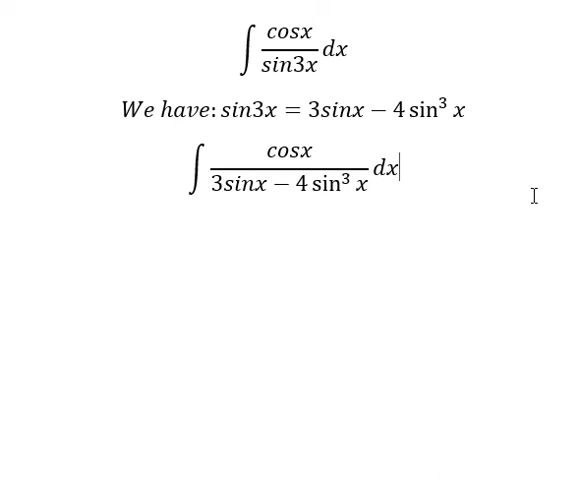 ∫ cosx/sin3x dx
We have: sin3x = 3sinx − 4 sin³ x
∫ cosx/(3sinx − 4 sin³ x) dx